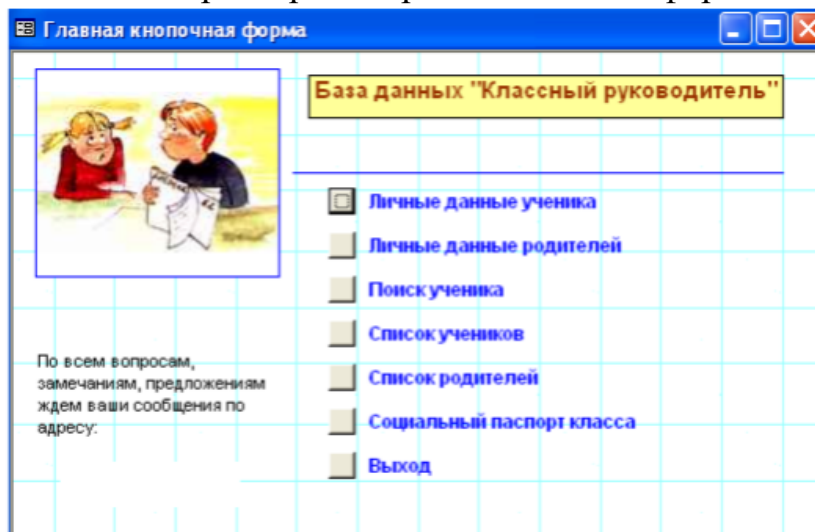 Главная кнопочная форма
База данных "Классный руководитель"
Личные данные ученика
Личные данные родителей
Поиск ученика
Список учеников
Список родителей
Социальный паспорт класса
Выход
По всем вопросам,
замечаниям, предложениям
ждем ваши сообщения по
адресу: